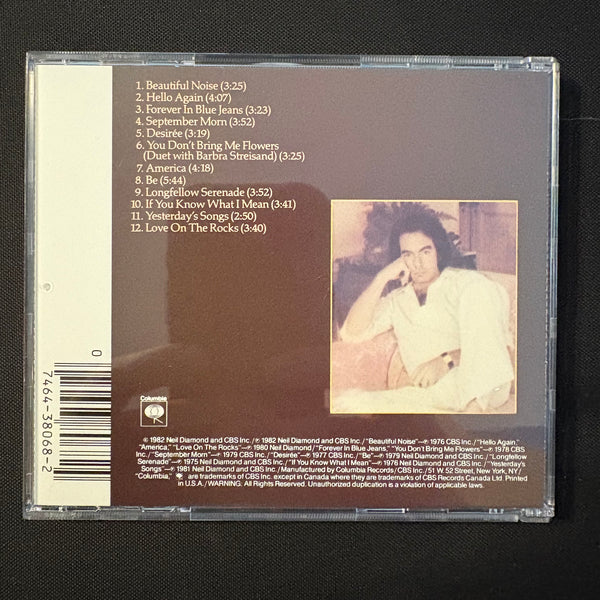 1. Beautiful Noise (3:25)
2. Hello Again (4:07)
3. Forever In Blue Jeans (3:23)
4. September Morn (3:52)
5. Desirée (3:19)
6. You Don't Bring Me Flowers
(Duet with Barbra Streisand) (3:25)
7. America (4:18)
8. Be (5:44)
9. Longfellow Serenade (3:52)
10. If You Know What I Mean (3:41)
11. Yesterday's Songs (2:50)
12. Love On The Rocks (3:40)
0
7464-38068-2
Columbia
© 1982 Neil Diamond and CBS Inc./℗ 1982 Neil Diamond and CBS Inc./"Beautiful Noise"—℗ 1976 CBS Inc./"Hello Again,"
"America," "Love On The Rocks"—℗ 1980 Neil Diamond/"Forever In Blue Jeans," "You Don't Bring Me Flowers"—℗ 1978 CBS
Inc./"September Morn"—℗ 1979 CBS Inc./"Desirée"—℗ 1977 CBS Inc./"Be"—℗ 1979 Neil Diamond and CBS Inc./"Longfellow
Serenade"—℗ 1975 Neil Diamond and CBS Inc./"If You Know What I Mean"—℗ 1976 Neil Diamond and CBS Inc./"Yesterday's
Songs"—℗ 1981 Neil Diamond and CBS Inc./Manufactured by Columbia Records/CBS Inc./51 W. 52 Street, New York, NY/
"Columbia," are trademarks of CBS Inc. except in Canada where they are trademarks of CBS Records Canada Ltd. Printed
in U.S.A./WARNING: All Rights Reserved. Unauthorized duplication is a violation of applicable laws.